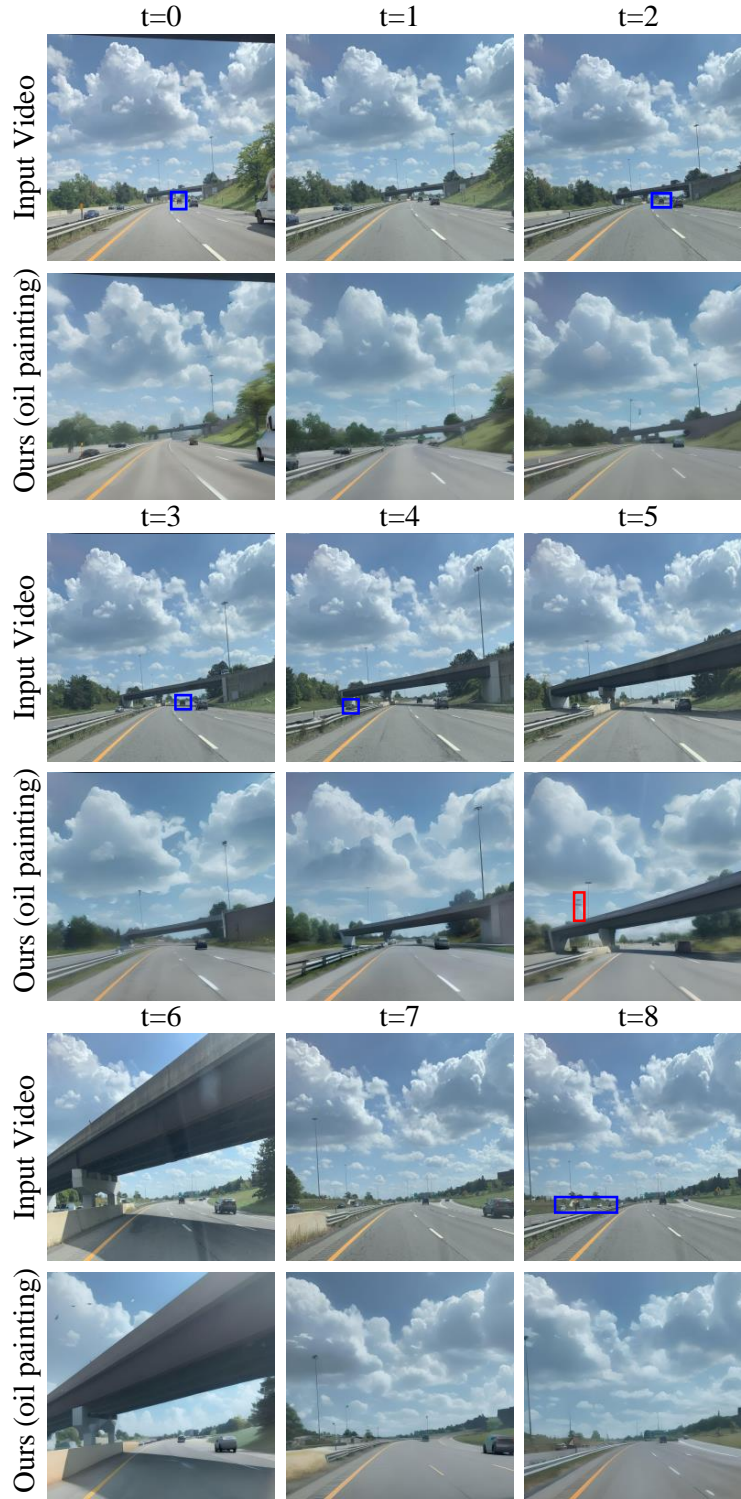 t=0 t=1 t=2
Input Video
Ours (oil painting)
t=3 t=4 t=5
Input Video
Ours (oil painting)
t=6 t=7 t=8
Input Video
Ours (oil painting)